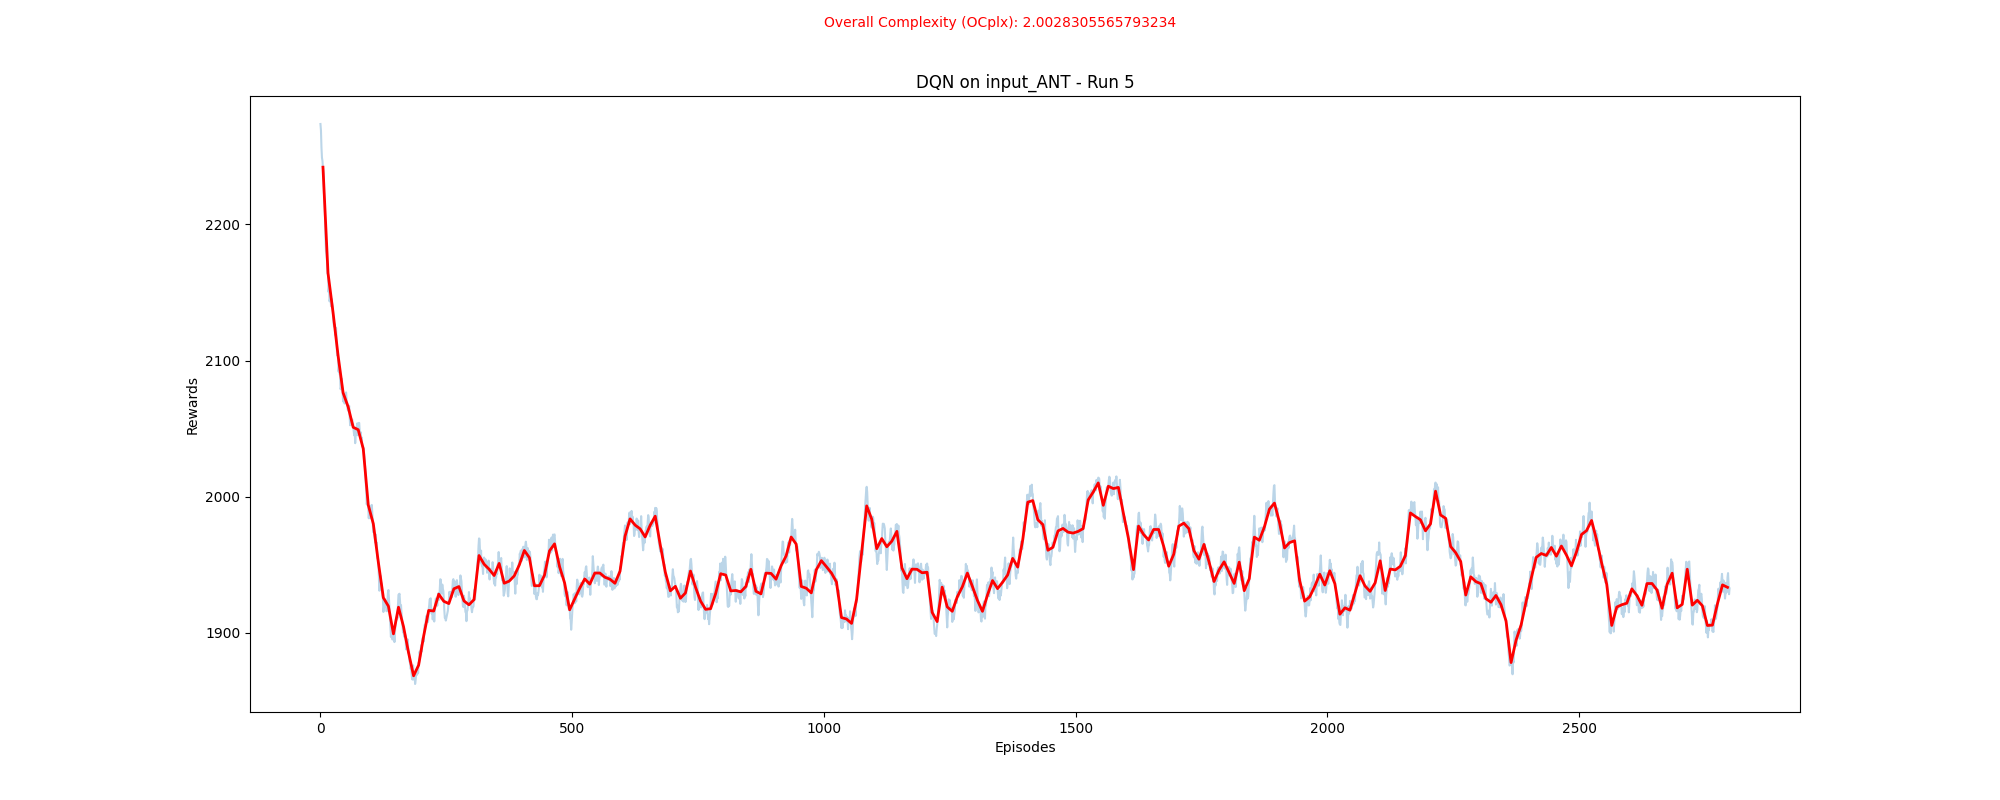 Overall Complexity (OCplx): 2.0028305565793234
DQN on input_ANT - Run 5
2200
2100
2000
1900
Rewards
0 500 1000 1500 2000 2500
Episodes